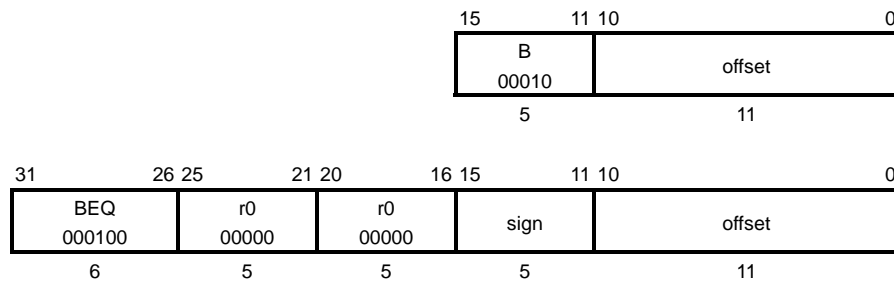 15 11 10 0
B offset
00010
5 11
31 26 25 21 20 16 15 11 10 0
BEQ r0 r0 sign offset
000100 00000 00000
6 5 5 5 11